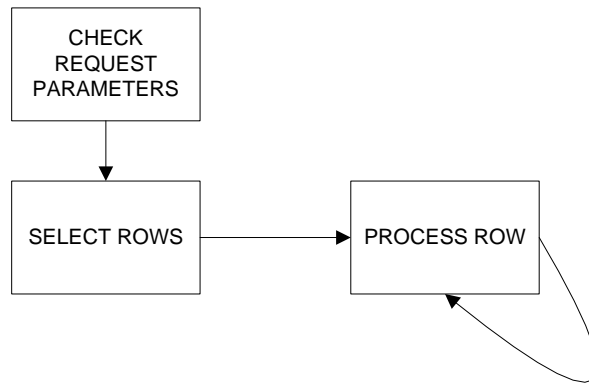 CHECK
REQUEST
PARAMETERS
SELECT ROWS
PROCESS ROW